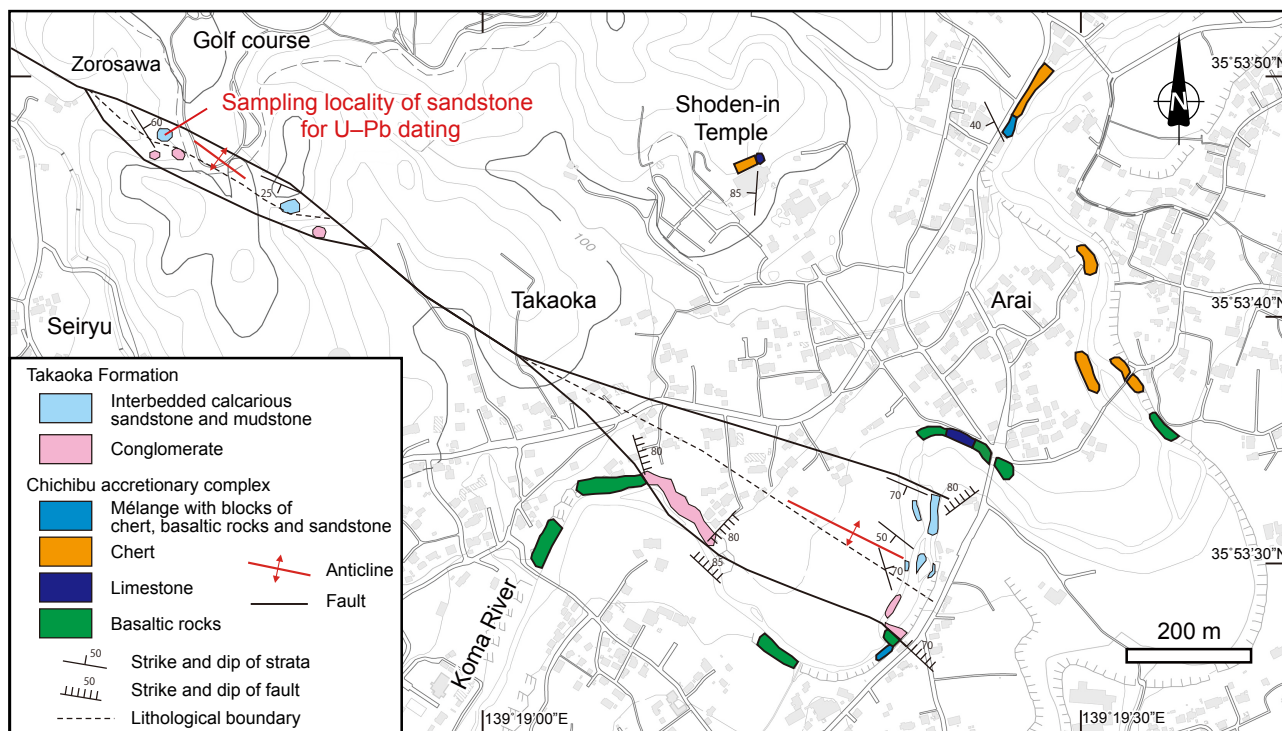 Golf course
Zorosawa
Sampling locality of sandstone
for U–Pb dating
60
25
Shoden-in
Temple
85
40
N
35°53'50"N
100
Takaoka
Arai
35°53'40"N
Seiryu
80
70
80
50
70
80
85
70
35°53'30"N
Koma River
200 m
139°19'00"E
139°19'30"E
Takaoka Formation
Interbedded calcarious
sandstone and mudstone
Conglomerate
Chichibu accretionary complex
Mélange with blocks of
chert, basaltic rocks and sandstone
Chert
Limestone
Basaltic rocks
Anticline
Fault
50
Strike and dip of strata
50
Strike and dip of fault
Lithological boundary